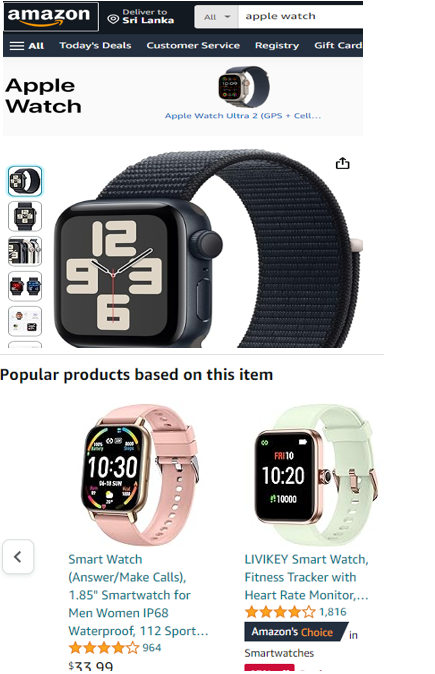 amazon
Deliver to
Sri Lanka
All
apple watch
All Today's Deals Customer Service Registry Gift Card
Apple
Watch
Apple Watch Ultra 2 (GPS + Cell...
12
9 3
6
Popular products based on this item
10:30
06-10 SUN
FRI10
10:20
10000
Smart Watch
(Answer/Make Calls),
1.85" Smartwatch for
Men Women IP68
Waterproof, 112 Sport...
964
$33.99
LIVIKEY Smart Watch,
Fitness Tracker with
Heart Rate Monitor,...
1,816
Amazon's Choice in
Smartwatches